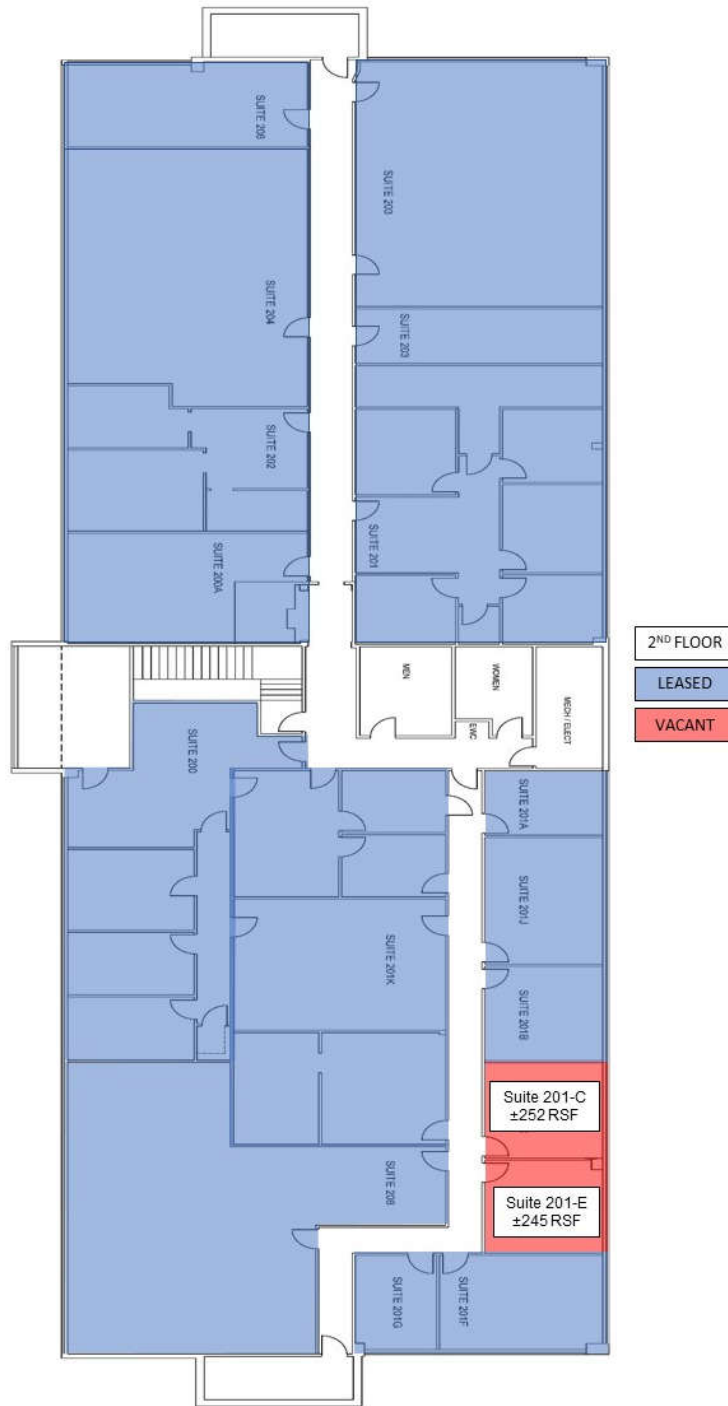 SUITE 206
SUITE 203
SUITE 204
SUITE 203
SUITE 202
SUITE 201
SUITE 200A
MEN
WOMEN
EWC
MECH / ELECT
2ND FLOOR
LEASED
VACANT
SUITE 200
SUITE 201A
SUITE 201J
SUITE 201K
SUITE 201B
Suite 201-C
±252 RSF
SUITE 208
Suite 201-E
±245 RSF
SUITE 201G
SUITE 201F